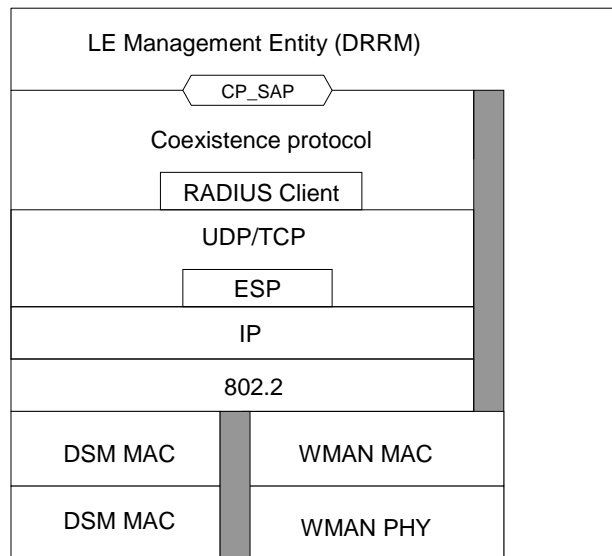 LE Management Entity (DRRM)
CP_SAP
Coexistence protocol
RADIUS Client
UDP/TCP
ESP
IP
802.2
DSM MAC
WMAN MAC
DSM MAC
WMAN PHY